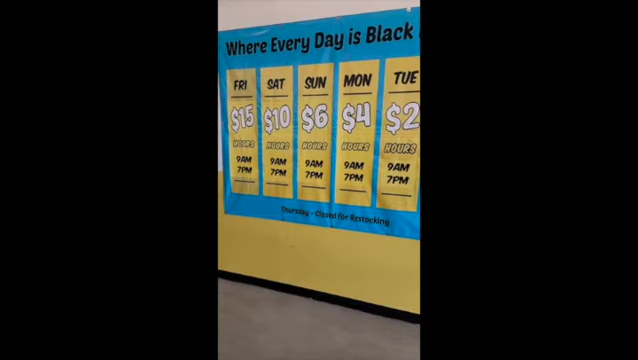 Where Every Day is Black
FRI SAT SUN MON TUE
$15 $10 $6 $4 $2
HOURS HOURS HOURS HOURS HOURS
9AM 9AM 9AM 9AM 9AM
7PM 7PM 7PM 7PM 7PM
Thursday - Closed for Restocking